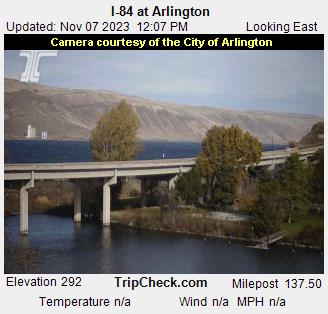 I-84 at Arlington
Updated: Nov 07 2023 12:07 PM Looking East
Camera courtesy of the City of Arlington
Elevation 292 TripCheck.com Milepost 137.50
Temperature n/a Wind n/a MPH n/a